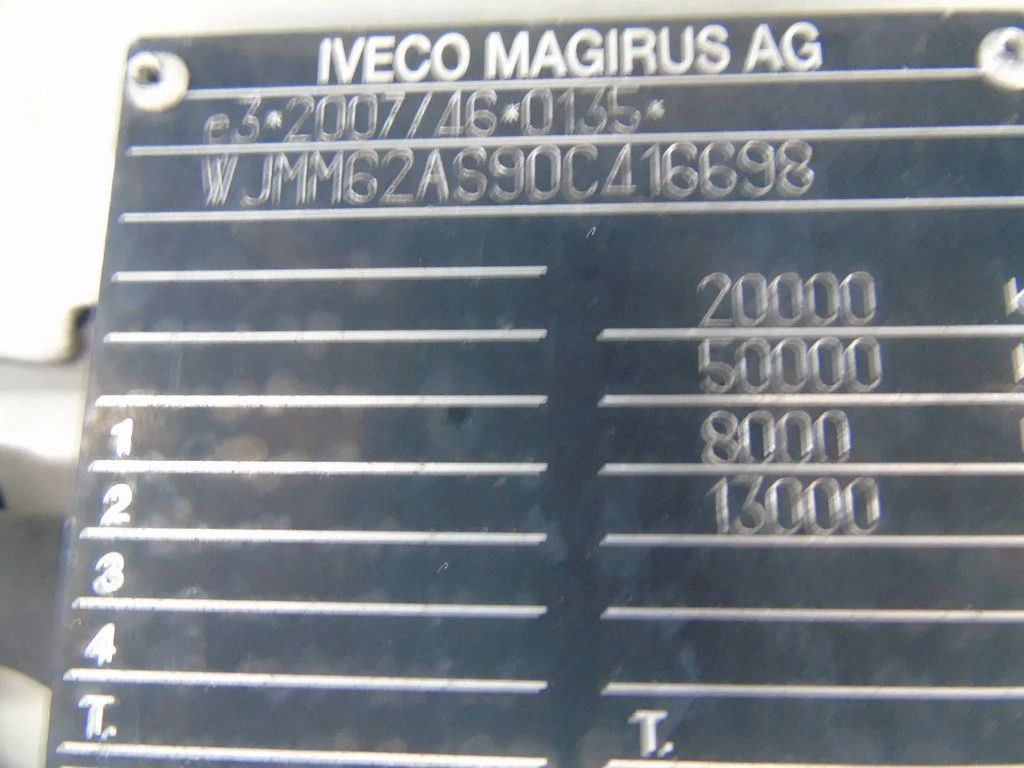 IVECO MAGIRUS AG
e3*2007/46*0135*
WJMM62AS90C416698
20000
50000
1 8000
2 13000
3
4
T. T.